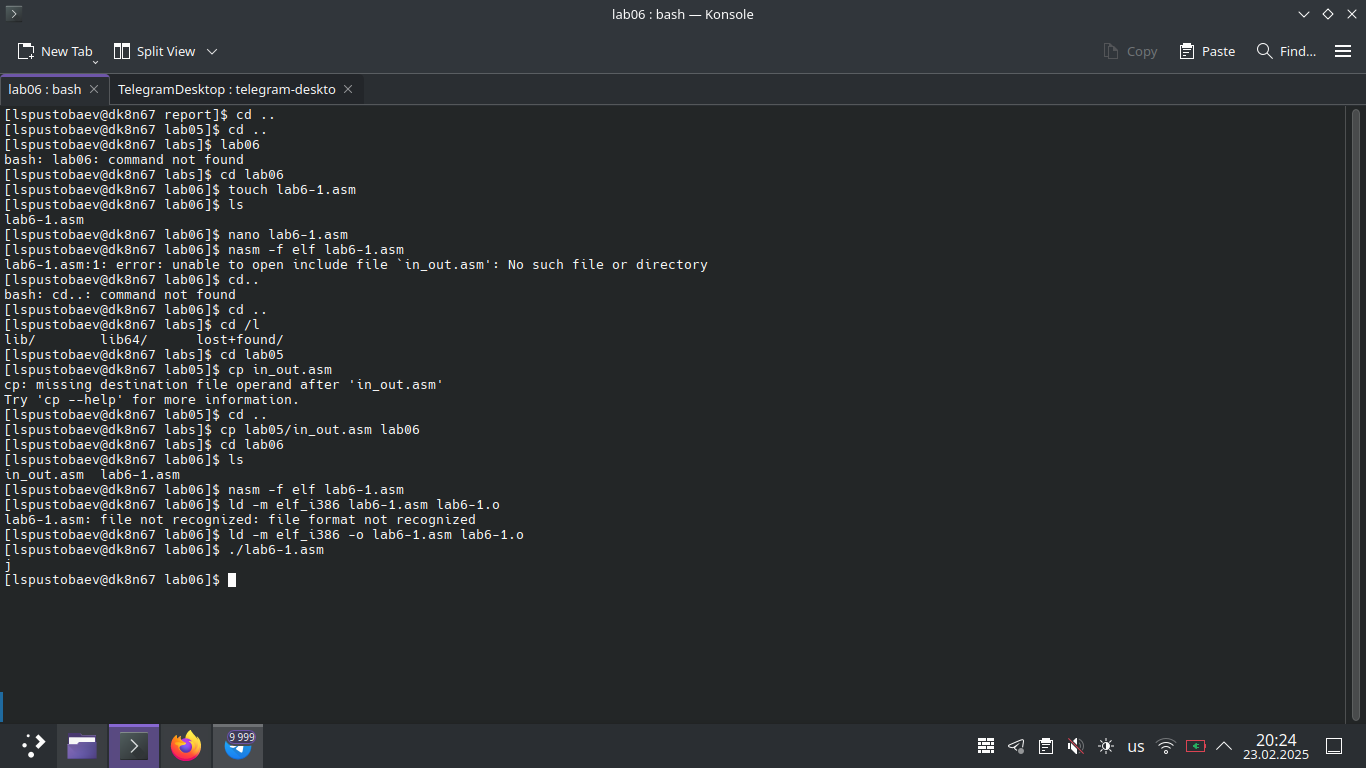 lab06 : bash — Konsole
New Tab
Split View
Copy
Paste
Find...
lab06 : bash
TelegramDesktop : telegram-deskto
[lspustobaev@dk8n67 report]$ cd ..
[lspustobaev@dk8n67 lab05]$ cd ..
[lspustobaev@dk8n67 labs]$ lab06
bash: lab06: command not found
[lspustobaev@dk8n67 labs]$ cd lab06
[lspustobaev@dk8n67 lab06]$ touch lab6-1.asm
[lspustobaev@dk8n67 lab06]$ ls
lab6-1.asm
[lspustobaev@dk8n67 lab06]$ nano lab6-1.asm
[lspustobaev@dk8n67 lab06]$ nasm -f elf lab6-1.asm
lab6-1.asm:1: error: unable to open include file `in_out.asm': No such file or directory
[lspustobaev@dk8n67 lab06]$ cd..
bash: cd..: command not found
[lspustobaev@dk8n67 lab06]$ cd ..
[lspustobaev@dk8n67 labs]$ cd /l
lib/        lib64/      lost+found/
[lspustobaev@dk8n67 labs]$ cd lab05
[lspustobaev@dk8n67 lab05]$ cp in_out.asm
cp: missing destination file operand after 'in_out.asm'
Try 'cp --help' for more information.
[lspustobaev@dk8n67 lab05]$ cd ..
[lspustobaev@dk8n67 labs]$ cp lab05/in_out.asm lab06
[lspustobaev@dk8n67 labs]$ cd lab06
[lspustobaev@dk8n67 lab06]$ ls
in_out.asm  lab6-1.asm
[lspustobaev@dk8n67 lab06]$ nasm -f elf lab6-1.asm
[lspustobaev@dk8n67 lab06]$ ld -m elf_i386 lab6-1.asm lab6-1.o
lab6-1.asm: file not recognized: file format not recognized
[lspustobaev@dk8n67 lab06]$ ld -m elf_i386 -o lab6-1.asm lab6-1.o
[lspustobaev@dk8n67 lab06]$ ./lab6-1.asm
j
[lspustobaev@dk8n67 lab06]$
9 999
us
20:24
23.02.2025